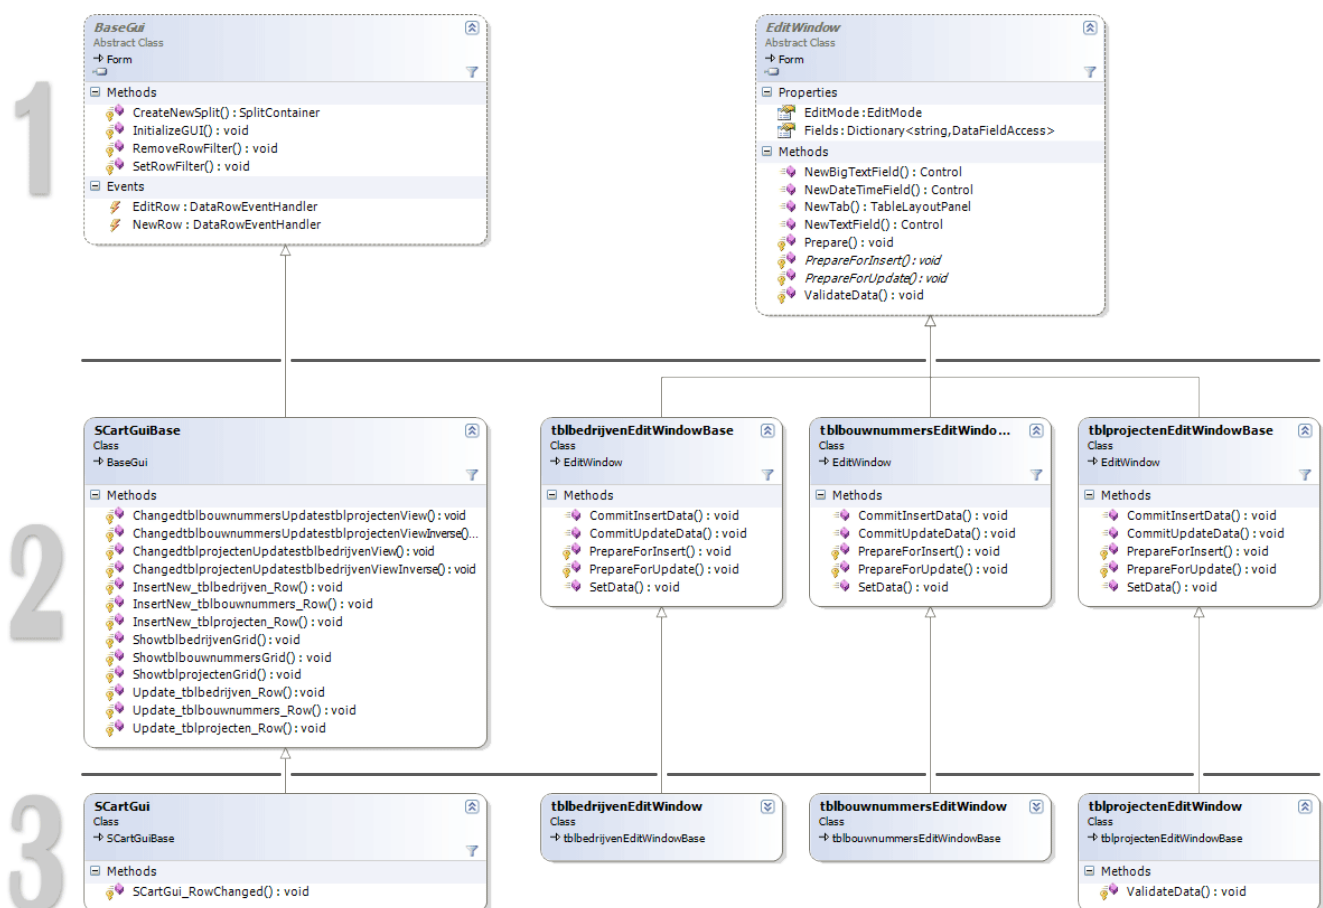 1
BaseGui
Abstract Class
Form
Methods
CreateNewSplit() : SplitContainer
InitializeGUI() : void
RemoveRowFilter() : void
SetRowFilter() : void
Events
EditRow : DataRowEventHandler
NewRow : DataRowEventHandler
EditWindow
Abstract Class
Form
Properties
EditMode : EditMode
Fields : Dictionary<string,DataFieldAccess>
Methods
NewBigTextField() : Control
NewDateTimeField() : Control
NewTab() : TableLayoutPanel
NewTextField() : Control
Prepare() : void
PrepareForInsert() : void
PrepareForUpdate() : void
ValidateData() : void
2
SCartGuiBase
Class
BaseGui
Methods
ChangedtblbouwnummersUpdatestblprojectenView() : void
ChangedtblbouwnummersUpdatestblprojectenViewInverse()...
ChangedtblprojectenUpdatestblbedrijvenView() : void
ChangedtblprojectenUpdatestblbedrijvenViewInverse() : void
InsertNew_tblbedrijven_Row() : void
InsertNew_tblbouwnummers_Row() : void
InsertNew_tblprojecten_Row() : void
ShowtblbedrijvenGrid() : void
ShowtblbouwnummersGrid() : void
ShowtblprojectenGrid() : void
Update_tblbedrijven_Row() : void
Update_tblbouwnummers_Row() : void
Update_tblprojecten_Row() : void
tblbedrijvenEditWindowBase
Class
EditWindow
Methods
CommitInsertData() : void
CommitUpdateData() : void
PrepareForInsert() : void
PrepareForUpdate() : void
SetData() : void
tblbouwnummersEditWindo...
Class
EditWindow
Methods
CommitInsertData() : void
CommitUpdateData() : void
PrepareForInsert() : void
PrepareForUpdate() : void
SetData() : void
tblprojectenEditWindowBase
Class
EditWindow
Methods
CommitInsertData() : void
CommitUpdateData() : void
PrepareForInsert() : void
PrepareForUpdate() : void
SetData() : void
3
SCartGui
Class
SCartGuiBase
Methods
SCartGui_RowChanged() : void
tblbedrijvenEditWindow
Class
tblbedrijvenEditWindowBase
tblbouwnummersEditWindow
Class
tblbouwnummersEditWindowBase
tblprojectenEditWindow
Class
tblprojectenEditWindowBase
Methods
ValidateData() : void